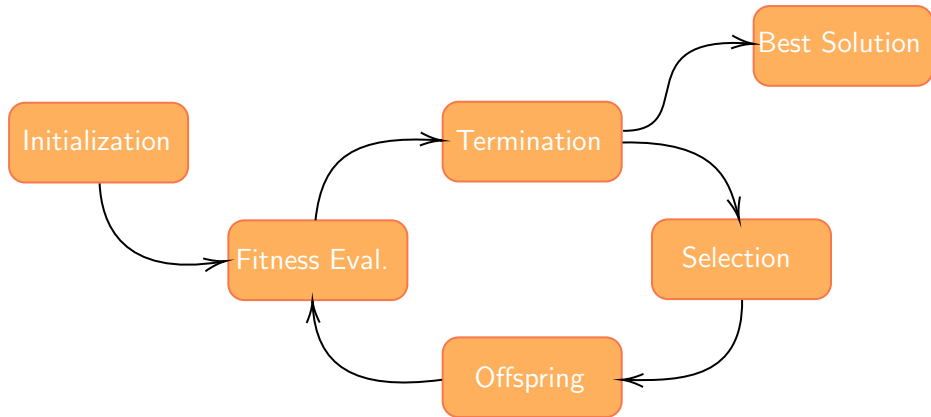 Best Solution
Initialization
Termination
Fitness Eval.
Selection
Offspring